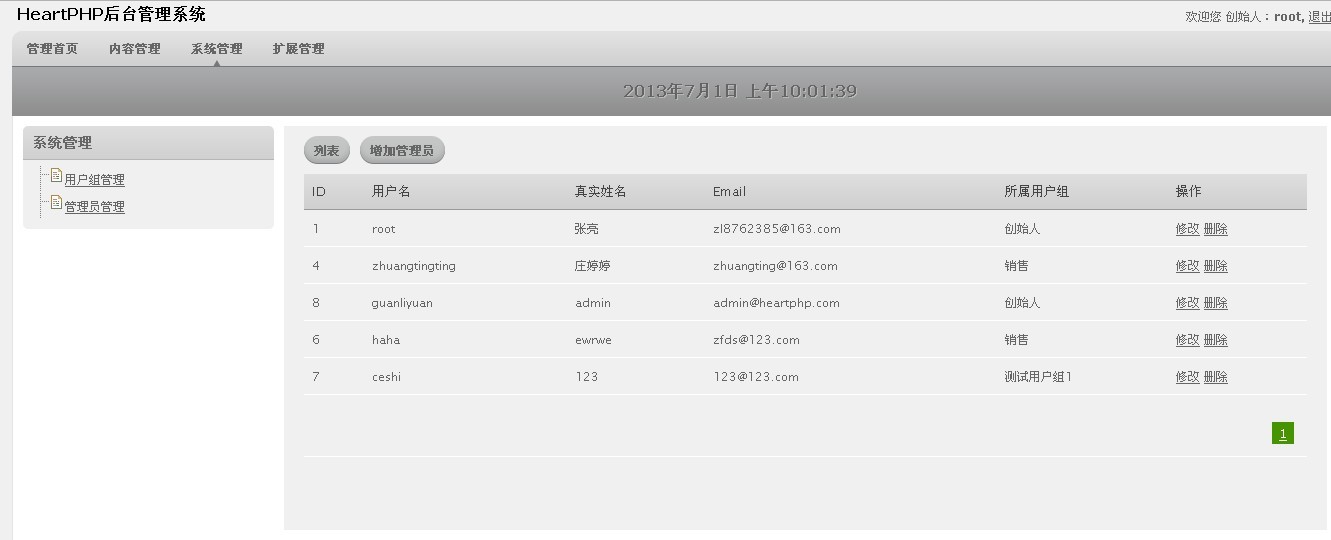 HeartPHP后台管理系统
欢迎您 创始人：root, 退出
管理首页 内容管理 系统管理 扩展管理
2013年7月1日 上午10:01:39
系统管理
用户组管理
管理员管理
列表 增加管理员
ID 用户名 真实姓名 Email 所属用户组 操作
1 root 张亮 zl8762385@163.com 创始人 修改 删除
4 zhuangtingting 庄婷婷 zhuangting@163.com 销售 修改 删除
8 guanliyuan admin admin@heartphp.com 创始人 修改 删除
6 haha ewrwe zfds@123.com 销售 修改 删除
7 ceshi 123 123@123.com 测试用户组1 修改 删除
1